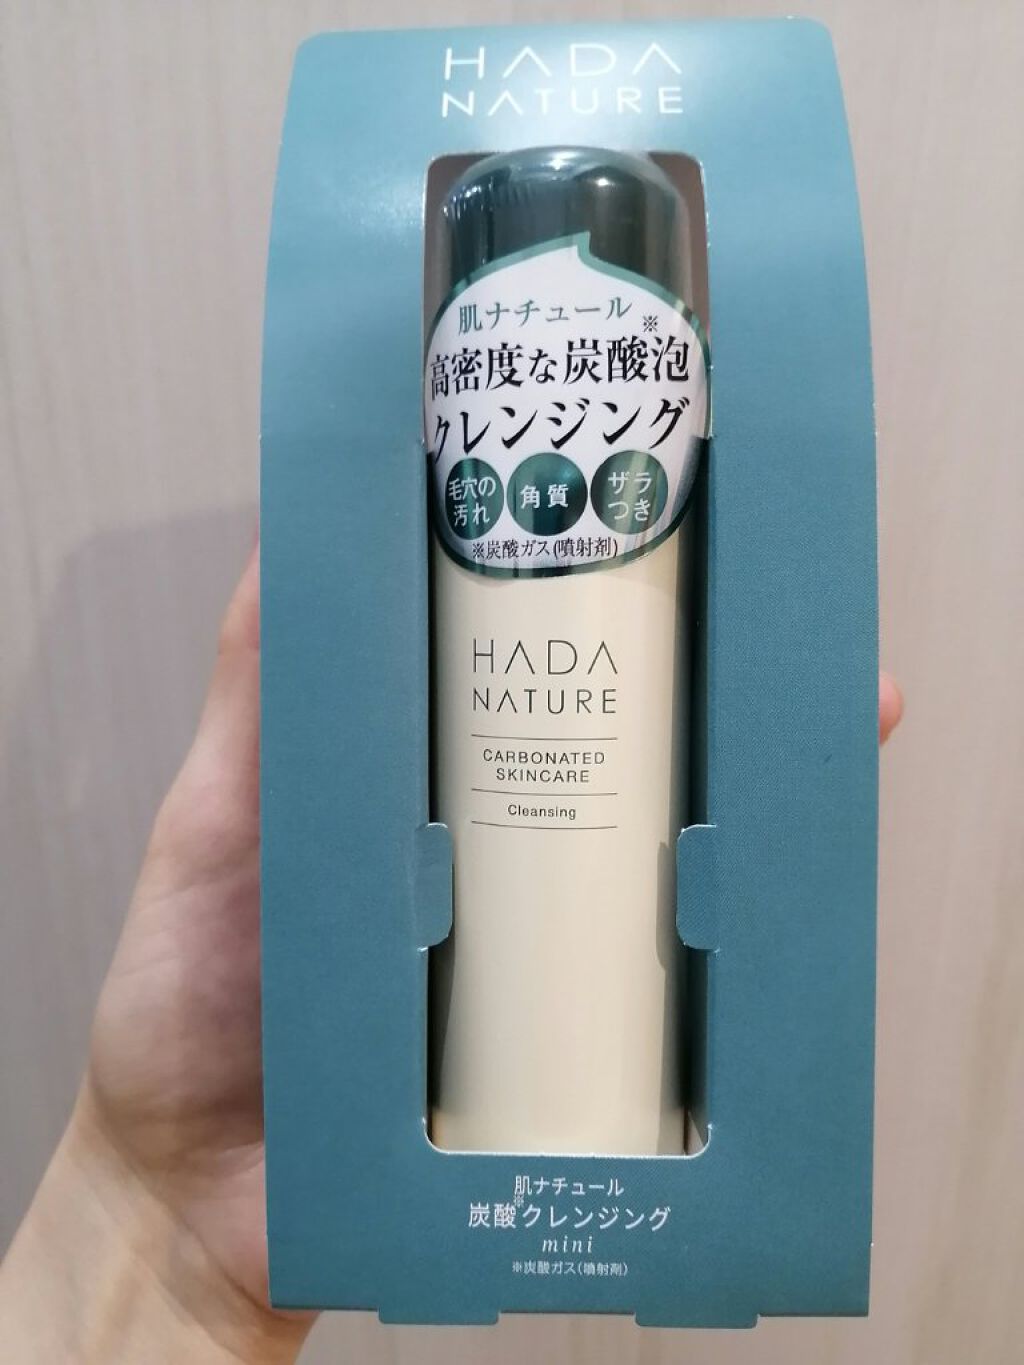 HADA
NATURE
肌ナチュール
高密度な炭酸※泡
クレンジング
毛穴の
汚れ
角質
ザラ
つき
※炭酸ガス(噴射剤)
HADA
NATURE
CARBONATED
SKINCARE
Cleansing
肌ナチュール
炭酸※クレンジング
mini
※炭酸ガス(噴射剤)